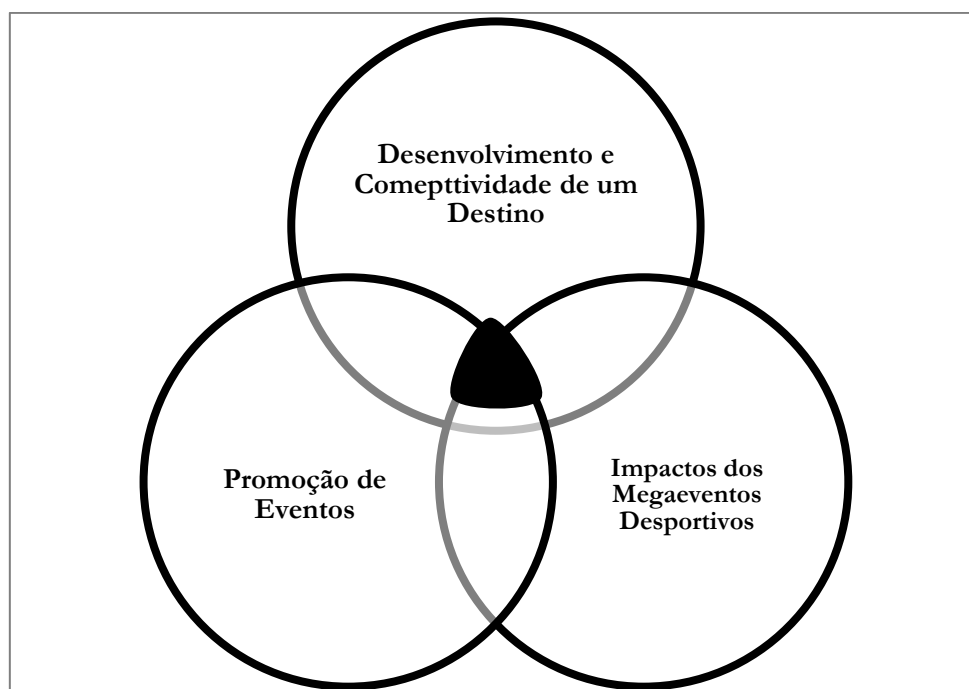 Desenvolvimento e
Comepttividade de um
Destino
Promoção de
Eventos
Impactos dos
Megaeventos
Desportivos